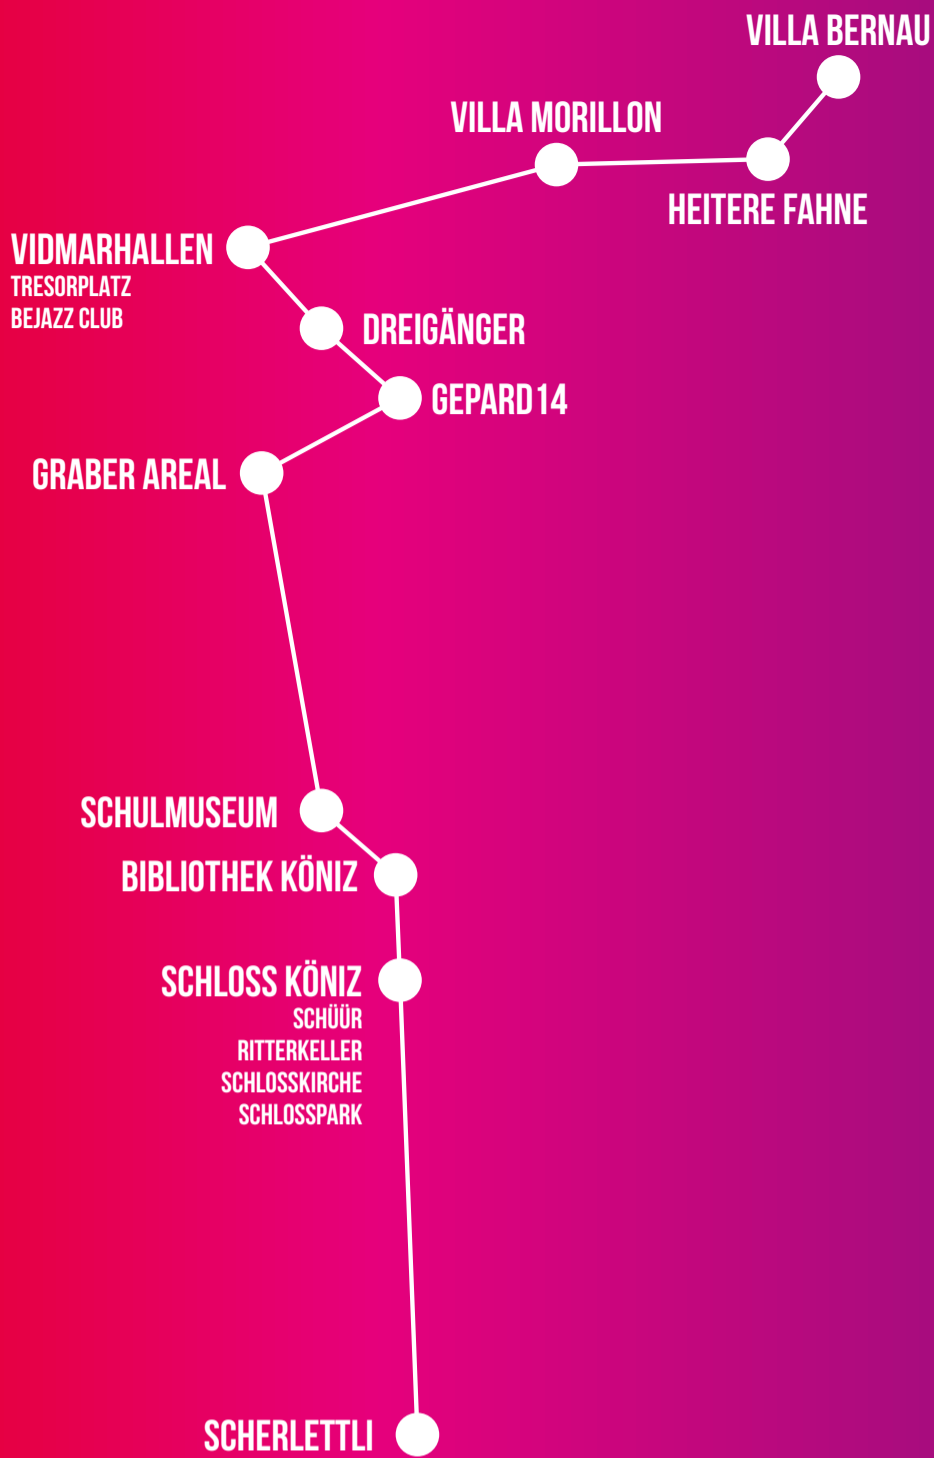 VILLA BERNAU
VILLA MORILLON
HEITERE FAHNE
VIDMARHALLEN
TRESORPLATZ
BEJAZZ CLUB
DREIGÄNGER
GEPARD14
GRABER AREAL
SCHULMUSEUM
BIBLIOTHEK KÖNIZ
SCHLOSS KÖNIZ
SCHÜÜR
RITTERKELLER
SCHLOSSKIRCHE
SCHLOSSPARK
SCHERLETTLI